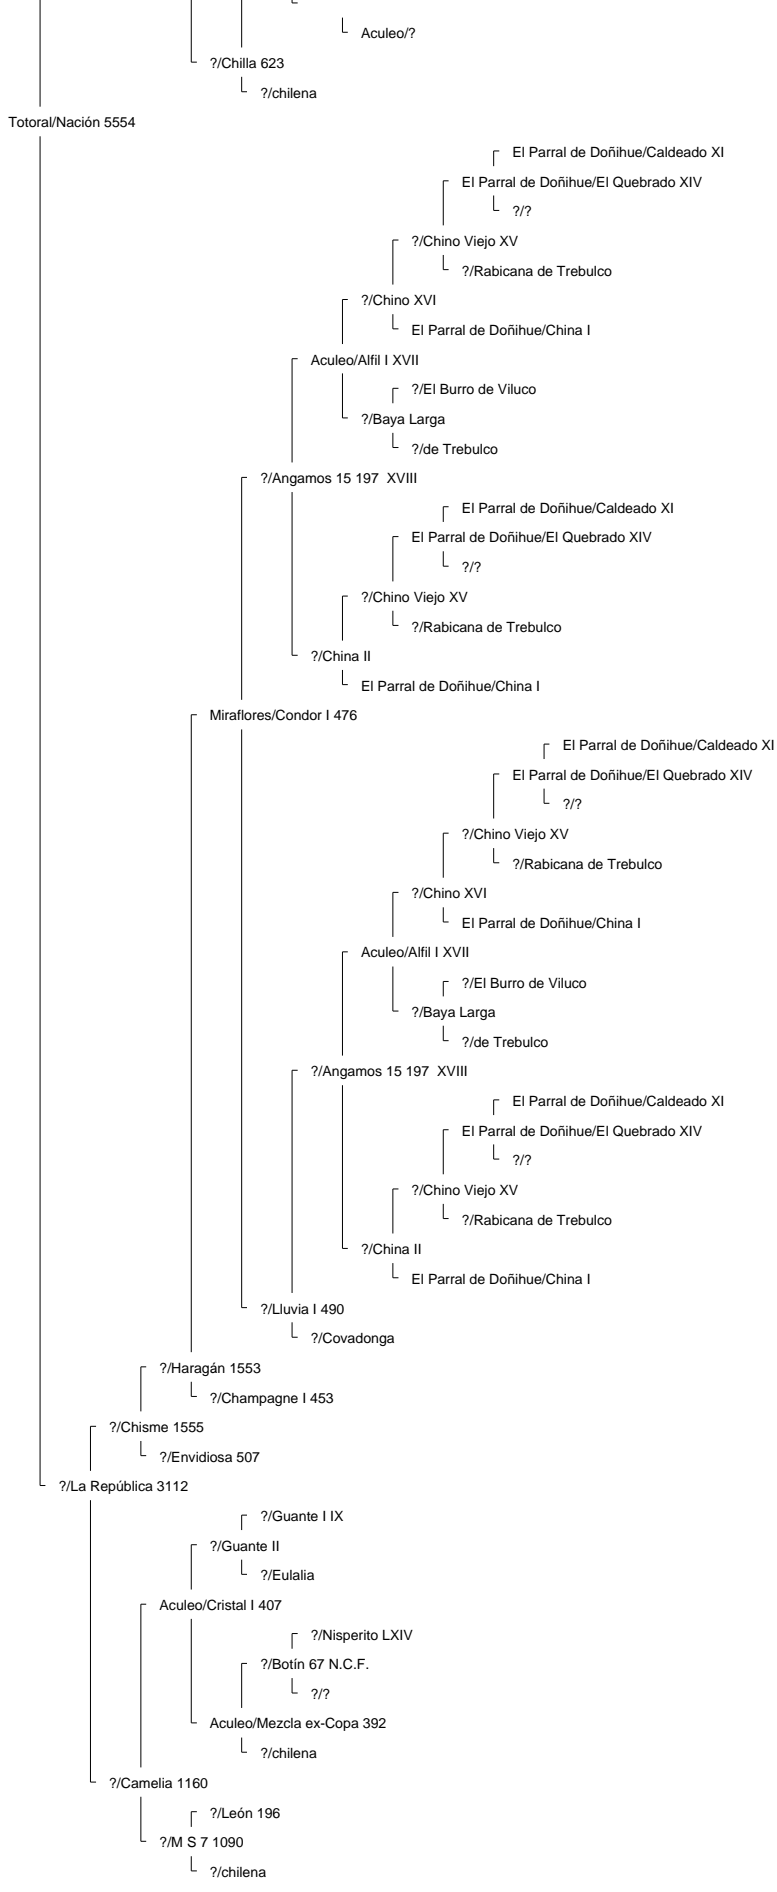 Aculeo/?
?/Chilla 623
?/chilena
Totoral/Nación 5554
El Parral de Doñihue/Caldeado XI
El Parral de Doñihue/El Quebrado XIV
?/?
?/Chino Viejo XV
?/Rabicana de Trebulco
?/Chino XVI
El Parral de Doñihue/China I
Aculeo/Alfil I XVII
?/El Burro de Viluco
?/Baya Larga
?/de Trebulco
?/Angamos 15 197  XVIII
El Parral de Doñihue/Caldeado XI
El Parral de Doñihue/El Quebrado XIV
?/?
?/Chino Viejo XV
?/Rabicana de Trebulco
?/China II
El Parral de Doñihue/China I
Miraflores/Condor I 476
El Parral de Doñihue/Caldeado XI
El Parral de Doñihue/El Quebrado XIV
?/?
?/Chino Viejo XV
?/Rabicana de Trebulco
?/Chino XVI
El Parral de Doñihue/China I
Aculeo/Alfil I XVII
?/El Burro de Viluco
?/Baya Larga
?/de Trebulco
?/Angamos 15 197  XVIII
El Parral de Doñihue/Caldeado XI
El Parral de Doñihue/El Quebrado XIV
?/?
?/Chino Viejo XV
?/Rabicana de Trebulco
?/China II
El Parral de Doñihue/China I
?/Lluvia I 490
?/Covadonga
?/Haragán 1553
?/Champagne I 453
?/Chisme 1555
?/Envidiosa 507
?/La República 3112
?/Guante I IX
?/Guante II
?/Eulalia
Aculeo/Cristal I 407
?/Nisperito LXIV
?/Botín 67 N.C.F.
?/?
Aculeo/Mezcla ex-Copa 392
?/chilena
?/Camelia 1160
?/León 196
?/M S 7 1090
?/chilena